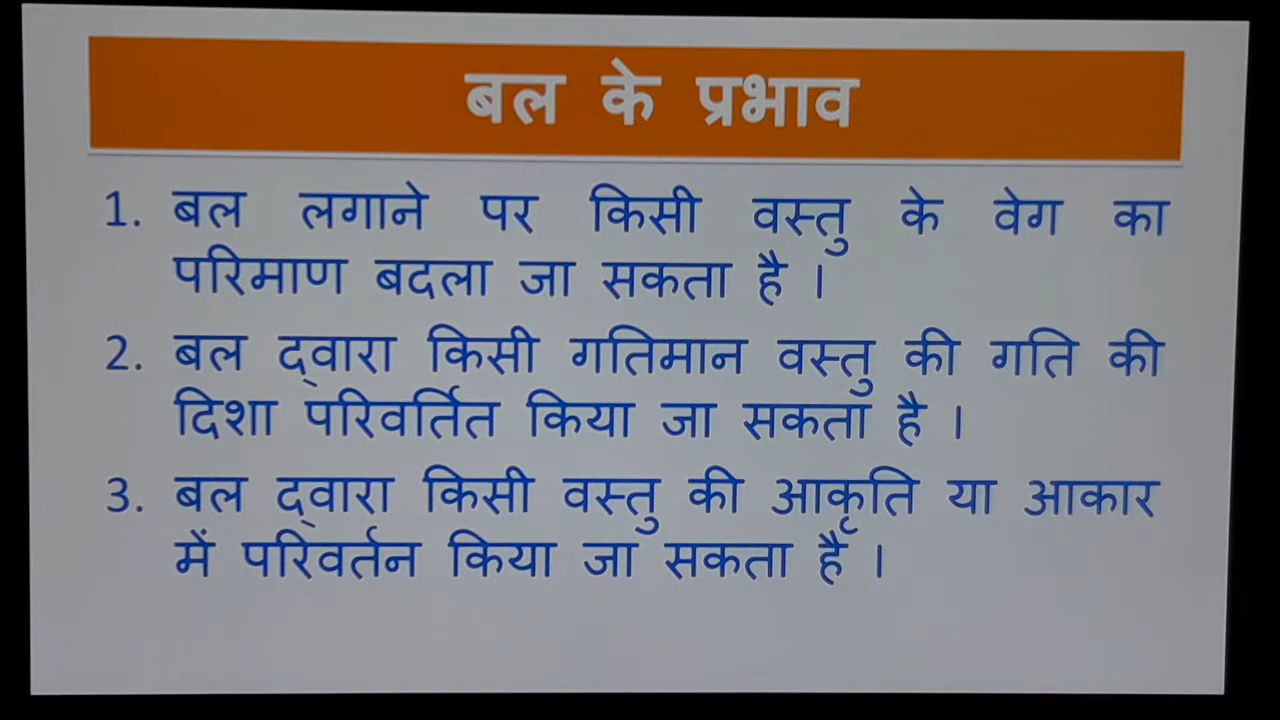 बल के प्रभाव
1. बल लगाने पर किसी वस्तु के वेग का
परिमाण बदला जा सकता है ।
2. बल द्वारा किसी गतिमान वस्तु की गति की
दिशा परिवर्तित किया जा सकता है ।
3. बल द्वारा किसी वस्तु की आकृति या आकार
में परिवर्तन किया जा सकता है ।